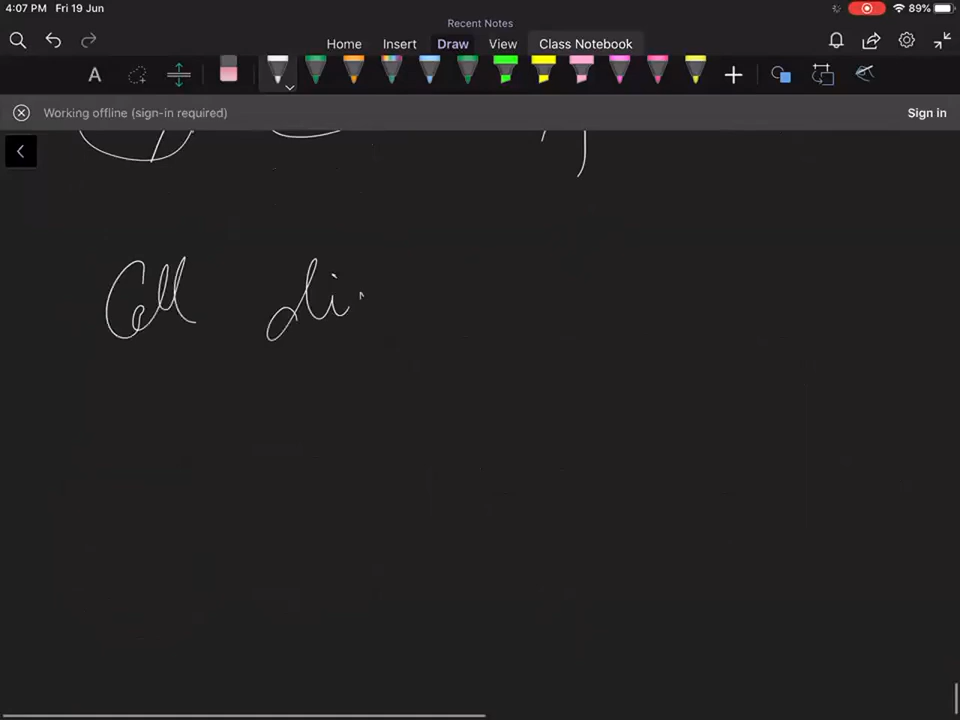 4:07 PM Fri 19 Jun 89%
Recent Notes
Home Insert Draw View Class Notebook
A
Working offline (sign-in required) Sign in
Cell di